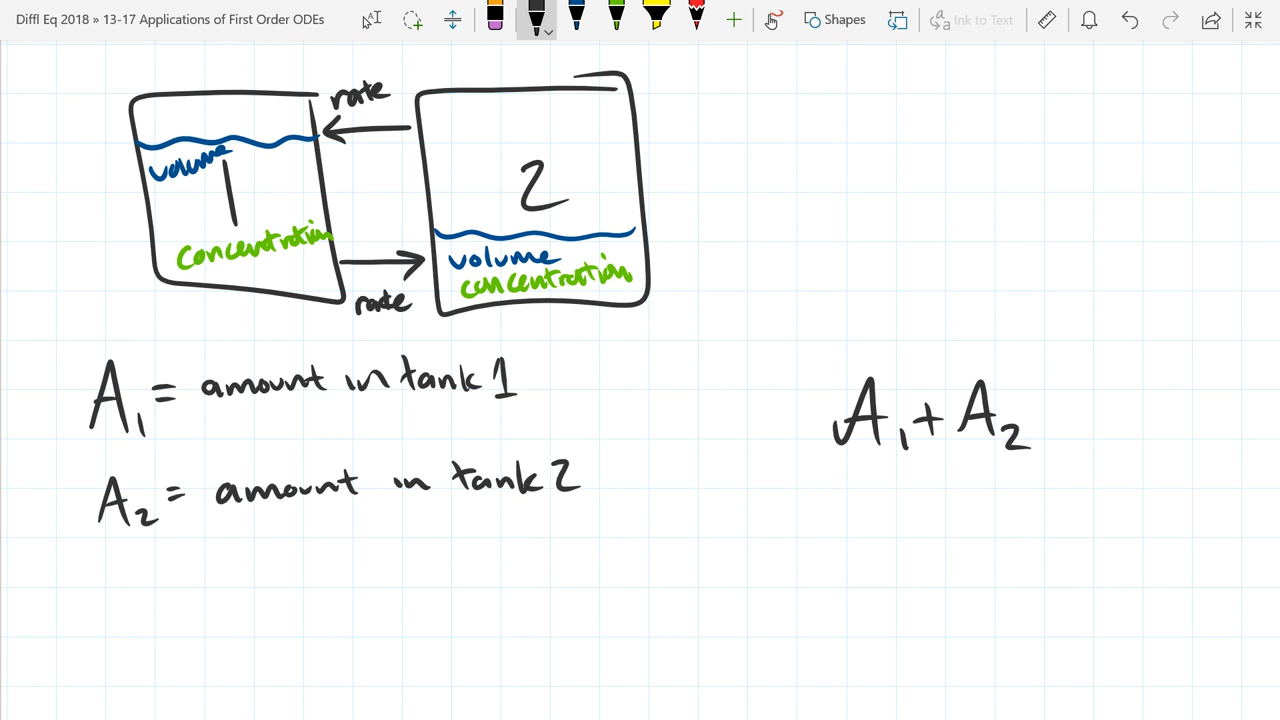 Diffl Eq 2018 » 13-17 Applications of First Order ODEs
Ink to Text
Shapes
rate
volume
1
concentration
2
volume
concentration
rate
A₁ = amount in tank 1
A₁ + A₂
A₂ = amount in tank 2